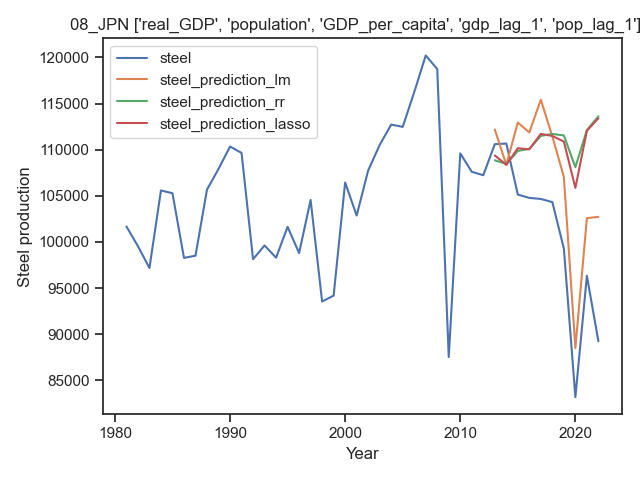 08_JPN ['real_GDP', 'population', 'GDP_per_capita', 'gdp_lag_1', 'pop_lag_1']
steel
steel_prediction_lm
steel_prediction_rr
steel_prediction_lasso
120000
115000
110000
105000
100000
95000
90000
85000
Steel production
1980
1990
2000
2010
2020
Year